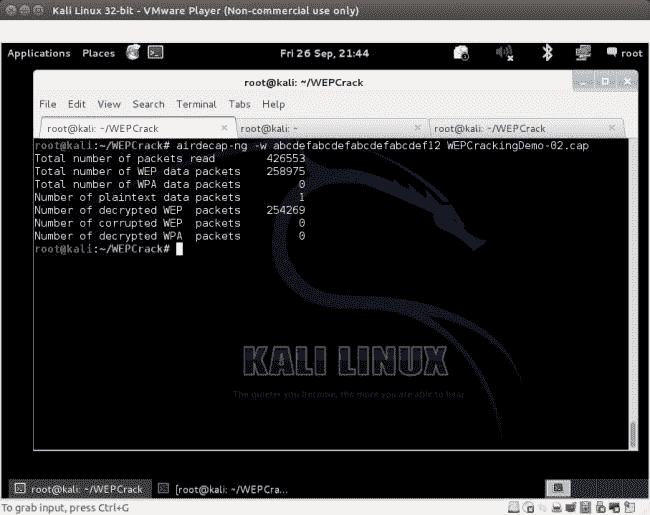 Kali Linux 32-bit - VMware Player (Non-commercial use only)
Applications Places Fri 26 Sep, 21:44 root
root@kali: ~/WEPCrack
File Edit View Search Terminal Tabs Help
root@kali: ~/WEPCrack root@kali: ~ root@kali: ~/WEPCrack
root@kali:~/WEPCrack# airdecap-ng -w abcdefabcdefabcdefabcdef12 WEPCrackingDemo-02.cap
Total number of packets read 426553
Total number of WEP data packets 258975
Total number of WPA data packets 0
Number of plaintext data packets 1
Number of decrypted WEP packets 254269
Number of corrupted WEP packets 0
Number of decrypted WPA packets 0
root@kali:~/WEPCrack#
KALI LINUX
The quieter you become, the more you are able to hear
root@kali: ~/WEPCrack [root@kali: ~/WEPCra...
To grab input, press Ctrl+G